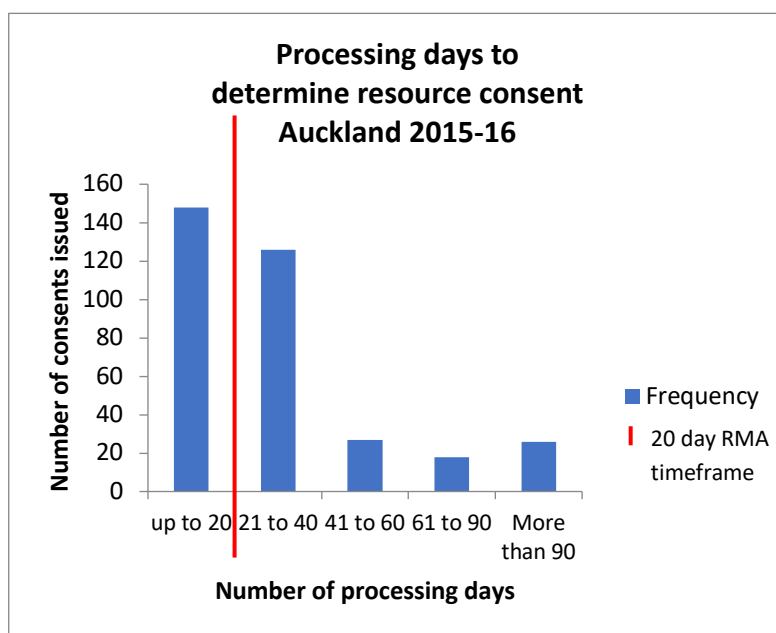 Processing days to
determine resource consent
Auckland 2015-16
Number of consents issued
160
140
120
100
80
60
40
20
0
up to 20 21 to 40 41 to 60 61 to 90 More
than 90
Number of processing days
Frequency
20 day RMA
timeframe